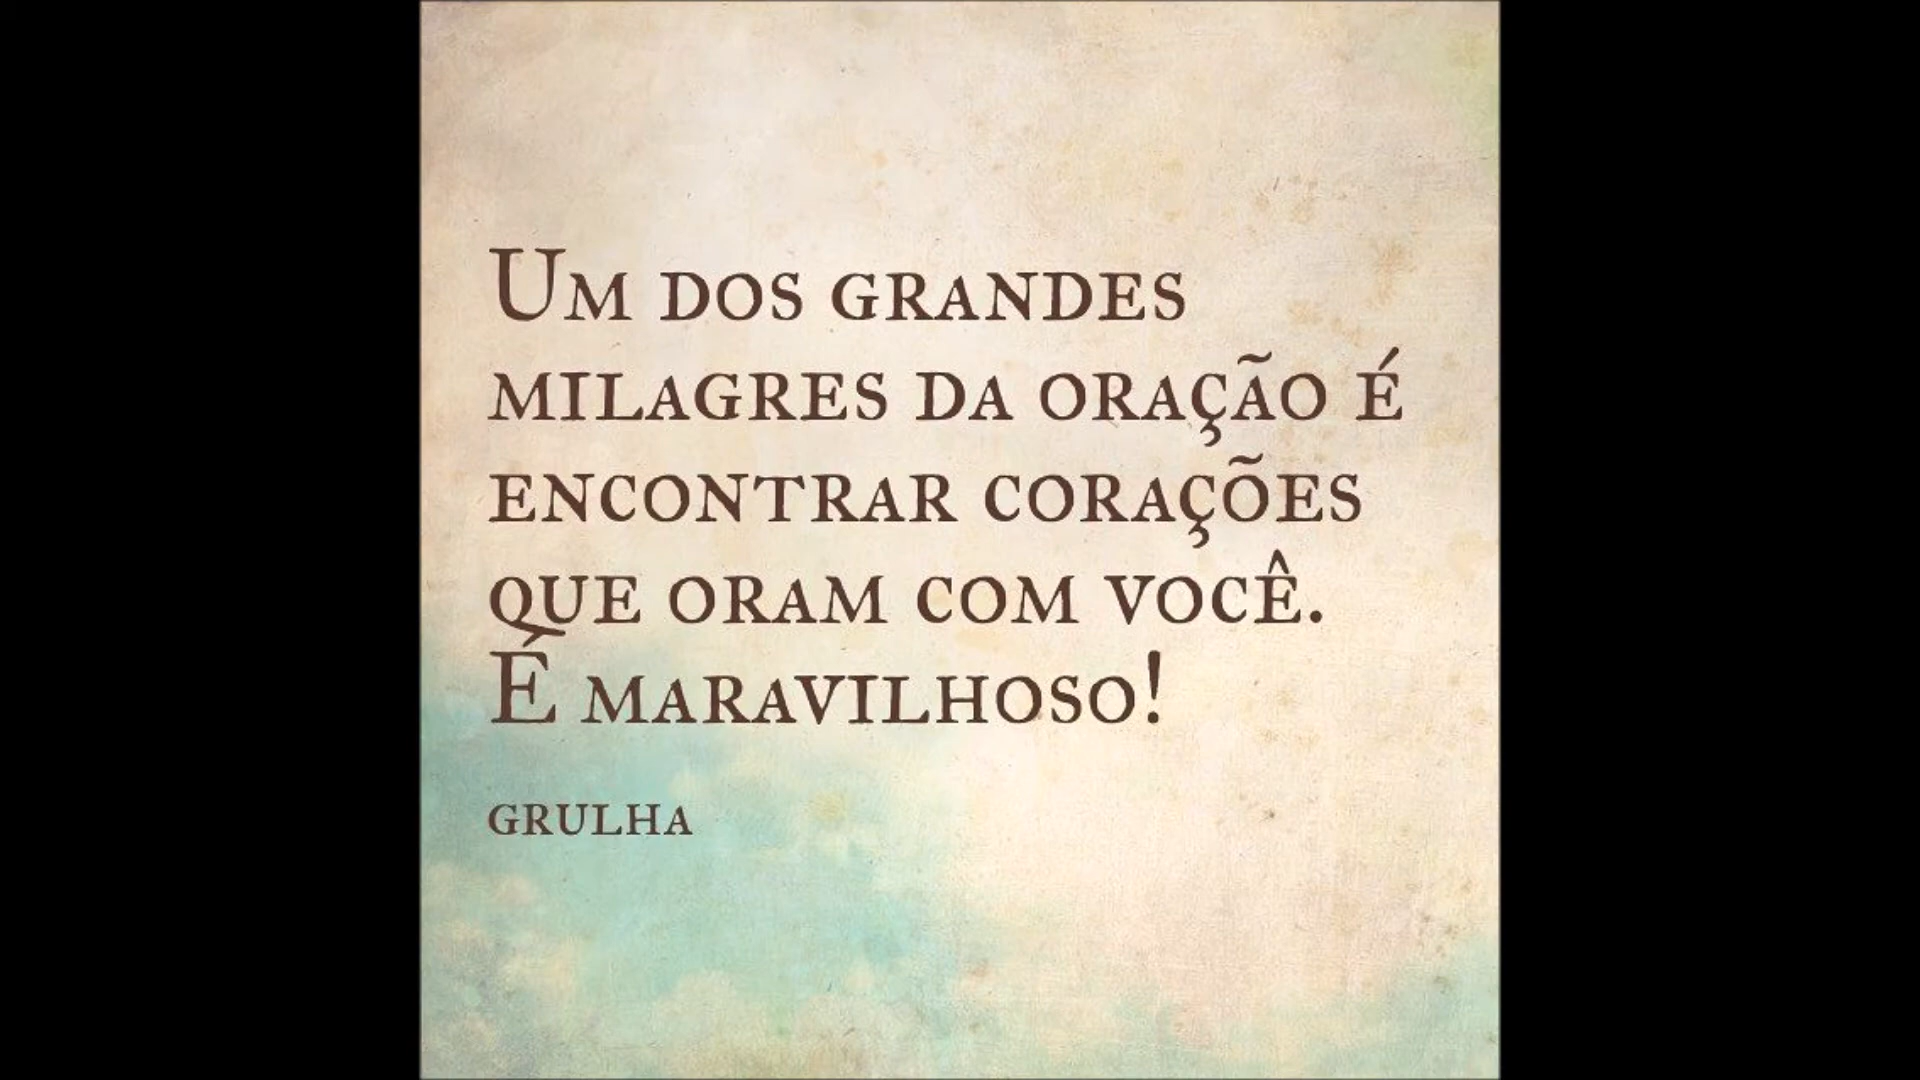 Um dos grandes
milagres da oração é
encontrar corações
que oram com você.
É maravilhoso!
grulha